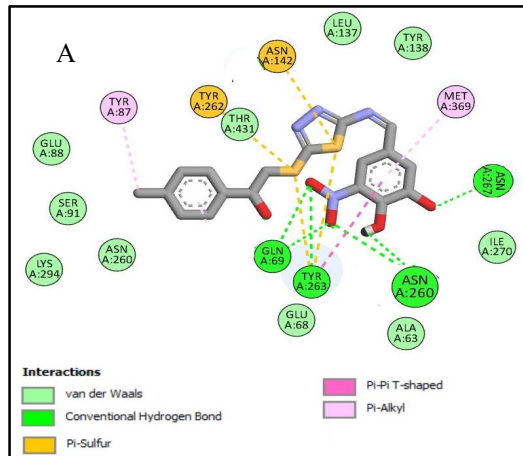 A
LEU
A:137
TYR
A:138
ASN
A:142
TYR
A:87
TYR
A:262
THR
A:431
MET
A:369
GLU
A:88
ASN
A:267
SER
A:91
ASN
A:260
LYS
A:294
GLN
A:69
TYR
A:263
ILE
A:270
ASN
A:260
GLU
A:68
ALA
A:63
Interactions
van der Waals
Conventional Hydrogen Bond
Pi-Sulfur
Pi-Pi T-shaped
Pi-Alkyl